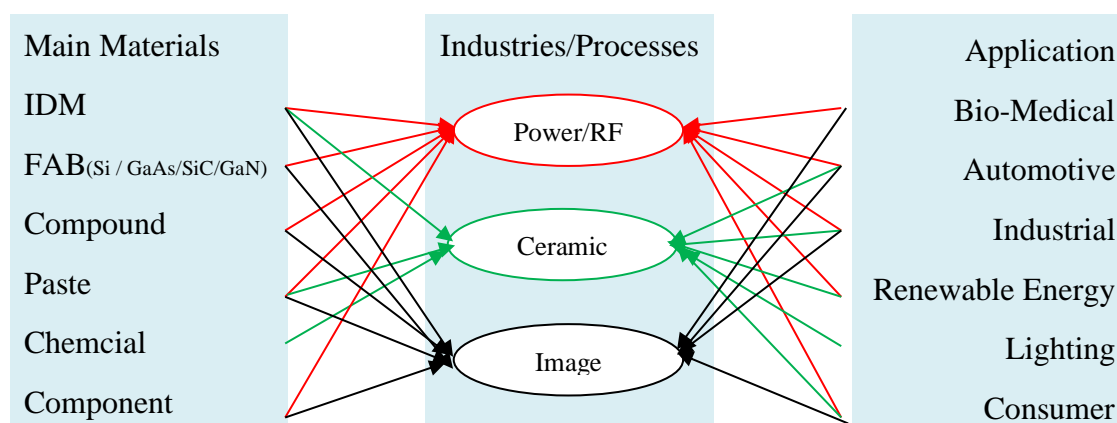 Main Materials
IDM
FAB(Si / GaAs/SiC/GaN)
Compound
Paste
Chemcial
Component
Industries/Processes
Power/RF
Ceramic
Image
Application
Bio-Medical
Automotive
Industrial
Renewable Energy
Lighting
Consumer